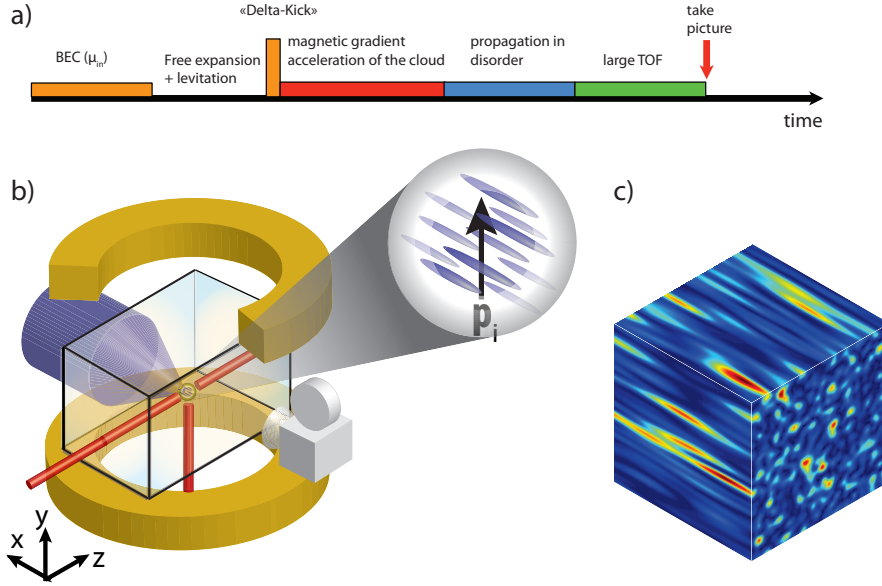 a)
«Delta-Kick»
take
picture
BEC (μin)
Free expansion
+ levitation
magnetic gradient
acceleration of the cloud
propagation in
disorder
large TOF
time
b)
pi
c)
y
x
z